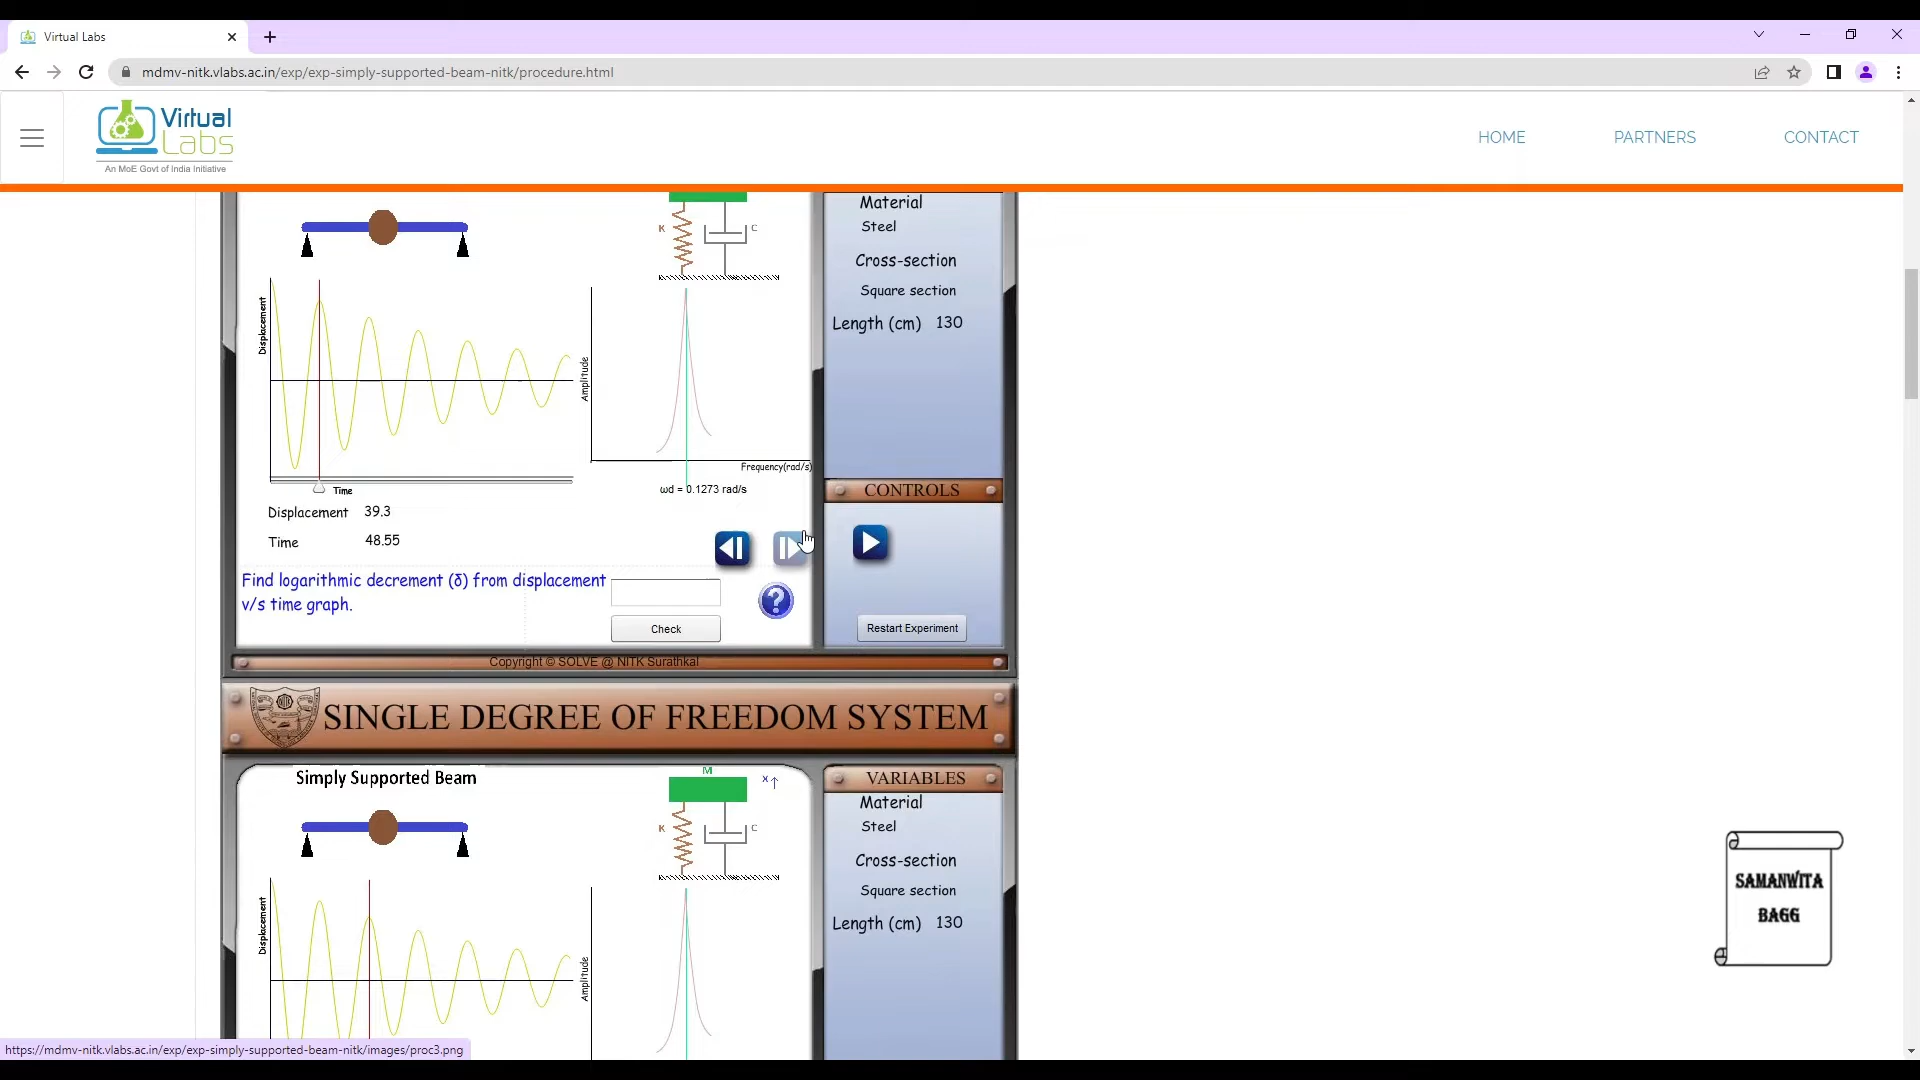 Virtual Labs
mdmv-nitk.vlabs.ac.in/exp/exp-simply-supported-beam-nitk/procedure.html
Virtual
Labs
An MoE Govt of India Initiative
HOME
PARTNERS
CONTACT
K
C
Displacement
Amplitude
Frequency(rad/s)
ωd = 0.1273 rad/s
Time
Displacement 39.3
Time 48.55
Find logarithmic decrement (δ) from displacement
v/s time graph.
Check
?
Material
Steel
Cross-section
Square section
Length (cm) 130
CONTROLS
Restart Experiment
Copyright © SOLVE @ NITK Surathkal
SINGLE DEGREE OF FREEDOM SYSTEM
Simply Supported Beam
M
x↑
K
C
Displacement
Amplitude
VARIABLES
Material
Steel
Cross-section
Square section
Length (cm) 130
SAMANWITA
BAGG
https://mdmv-nitk.vlabs.ac.in/exp/exp-simply-supported-beam-nitk/images/proc3.png